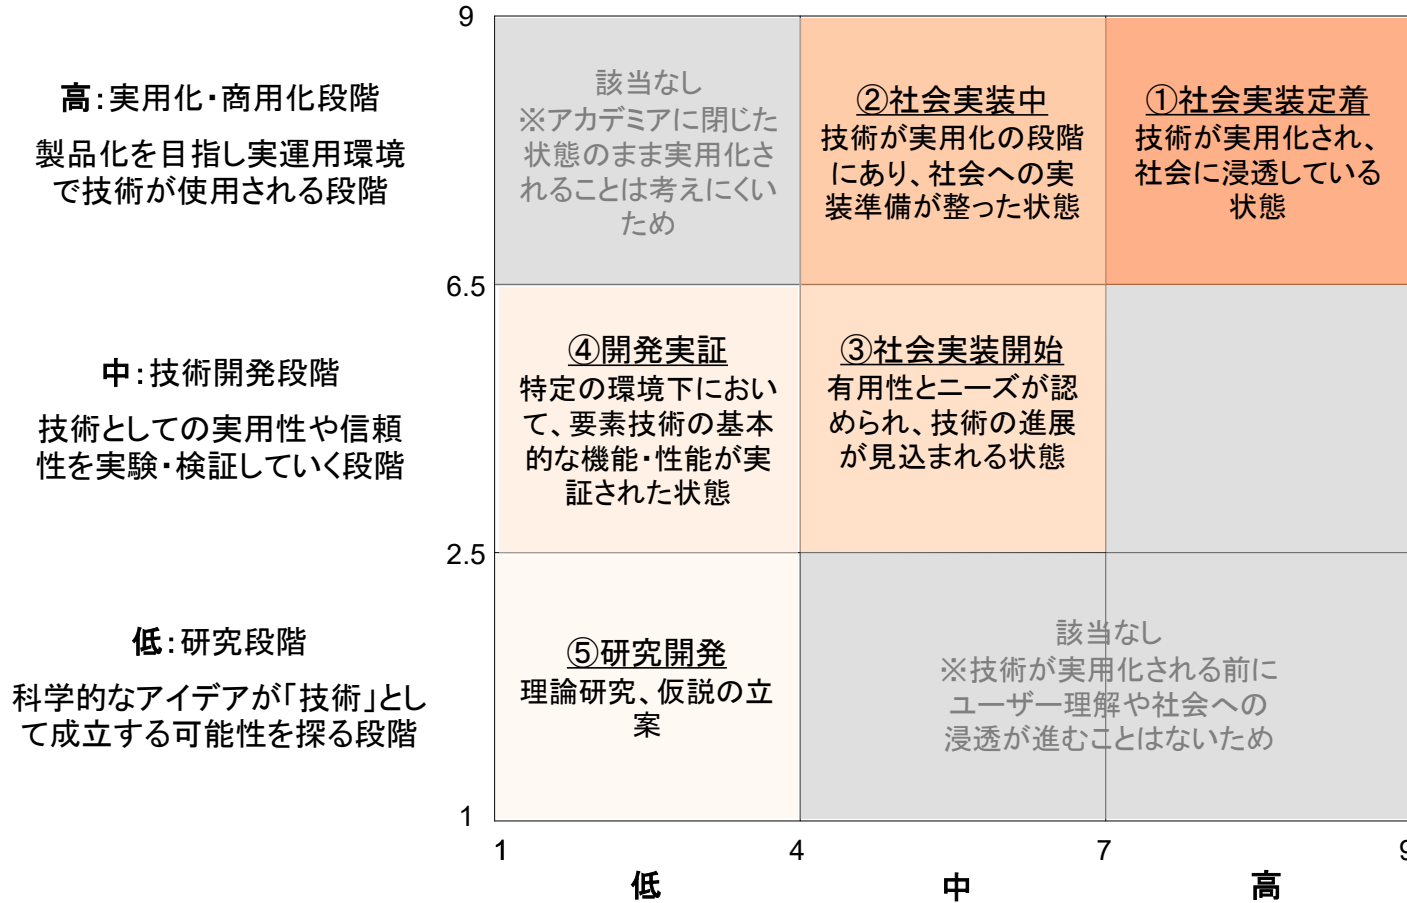 9
高：実用化・商用化段階
製品化を目指し実運用環境
で技術が使用される段階
該当なし
※アカデミアに閉じた
状態のまま実用化さ
れることは考えにくい
ため
②社会実装中
技術が実用化の段階
にあり、社会への実
装準備が整った状態
①社会実装定着
技術が実用化され、
社会に浸透している
状態
6.5
中：技術開発段階
技術としての実用性や信頼
性を実験・検証していく段階
④開発実証
特定の環境下におい
て、要素技術の基本
的な機能・性能が実
証された状態
③社会実装開始
有用性とニーズが認
められ、技術の進展
が見込まれる状態
2.5
低：研究段階
科学的なアイデアが「技術」とし
て成立する可能性を探る段階
⑤研究開発
理論研究、仮説の立
案
該当なし
※技術が実用化される前に
ユーザー理解や社会への
浸透が進むことはないため
1
1 4 7 9
低 中 高